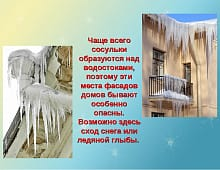 Чаще всего
сосульки
образуются над
водостоками,
поэтому эти
места фасадов
домов бывают
особенно
опасны.
Возможно здесь
сход снега или
ледяной глыбы.